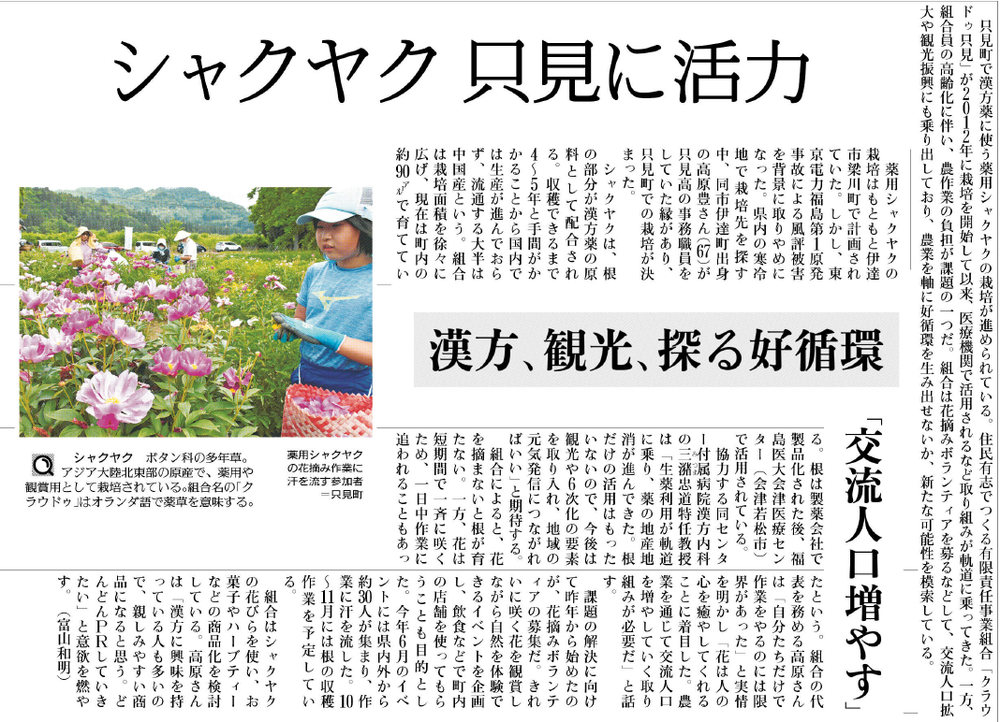 シャクヤク 只見に活力
只見町で漢方薬に使う薬用シャクヤクの栽培が進められている。住民有志でつくる有限責任事業組合「クラウ
ドゥ只見」が2012年に栽培を開始して以来、医療機関で活用されるなど取り組みが軌道に乗ってきた。一方、
組合員の高齢化に伴い、農作業の負担が課題の一つだ。組合は花摘みボランティアを募るなどして、交流人口拡
大や観光振興にも乗り出しており、農業を軸に好循環を生み出せないか、新たな可能性を模索している。
漢方、観光、探る好循環
「交流人口増やす」
薬用シャクヤクの
栽培はもともと伊達
市梁川町で計画され
ていた。しかし、東
京電力福島第1原発
事故による風評被害
を背景に取りやめに
なった。県内の寒冷
地で栽培先を探す
中、同市伊達町出身
の高原豊さん(67)が
只見高の事務職員を
していた縁があり、
只見町での栽培が決
まった。
シャクヤクは、根
の部分が漢方薬の原
料として配合され
る。収穫できるまで
4〜5年と手間がか
かることから国内で
は生産が進んでおら
ず、流通する大半は
中国産という。組合
は栽培面積を徐々に
広げ、現在は町内の
約90㌃で育ててい
る。根は製薬会社で
製品化された後、福
島医大会津医療セン
ター(会津若松市)
で活用されている。
協力する同センタ
ー付属病院漢方内科
の三潴忠道特任教授
は「生薬利用が軌道
に乗り、薬の地産地
消が進んできた。根
だけの活用はもった
いないので、今後は
観光や6次化の要素
を取り入れ、地域の
元気発信につながれ
ばいい」と期待する。
組合によると、花
を摘まないと根が育
たない。一方、花は
短期間で一斉に咲く
ため、一日中作業に
追われることもあっ
たという。組合の代
表を務める高原さん
は「自分たちだけで
作業をやるのには限
界があった」と実情
を明かし「花は人の
心を癒やしてくれる
ことに着目した。農
業を通じて交流人口
を増やしていく取り
組みが必要だ」と話
す。
課題の解決に向け
て昨年から始めたの
が、花摘みボランテ
ィアの募集だ。きれ
いに咲く花を観賞し
ながら自然を体験で
きるイベントを企画
し、飲食などで町内
の店舗を使ってもら
うことも目的とし
た。今年6月のイベ
ントには県内外から
約30人が集まり、作
業に汗を流した。10
〜11月には根の収穫
作業を予定してい
る。
組合はシャクヤク
の花びらを使い、お
菓子やハーブティー
などの商品化を検討
している。高原さん
は「漢方に興味を持
っている人も多いの
で、親しみやすい商
品になると思う。ど
んどんPRしていき
たい」と意欲を燃や
す。(富山和明)
薬用シャクヤク
の花摘み作業に
汗を流す参加者
=只見町
シャクヤク ボタン科の多年草。
アジア大陸北東部の原産で、薬用や
観賞用として栽培されている。組合名の「ク
ラウドゥ」はオランダ語で薬草を意味する。